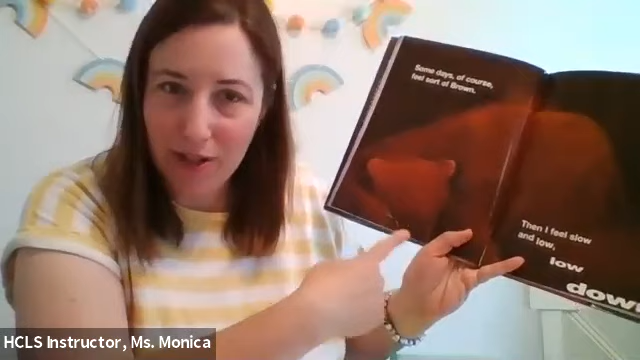 Some days, of course,
feel sort of Brown.
Then I feel slow
and low,
low
down
HCLS Instructor, Ms. Monica